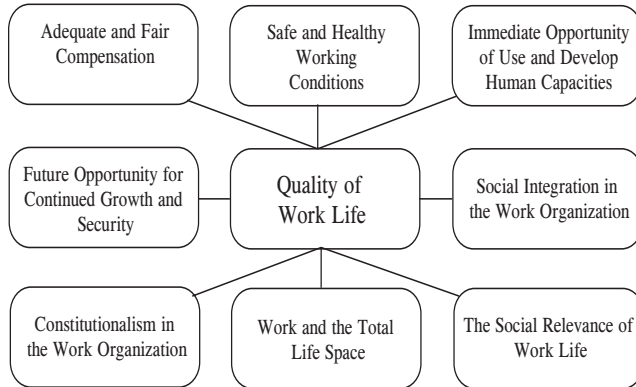 Adequate and Fair
Compensation
Safe and Healthy
Working
Conditions
Immediate Opportunity
of Use and Develop
Human Capacities
Future Opportunity for
Continued Growth and
Security
Quality of
Work Life
Social Integration in
the Work Organization
Constitutionalism in
the Work Organization
Work and the Total
Life Space
The Social Relevance of
Work Life